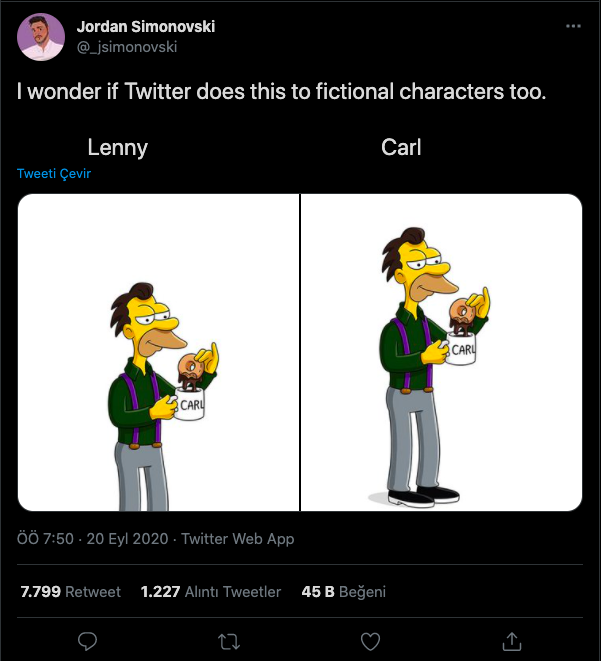 Jordan Simonovski
@_jsimonovski
I wonder if Twitter does this to fictional characters too.
Lenny Carl
Tweeti Çevir
CARL CARL
ÖÖ 7:50 · 20 Eyl 2020 · Twitter Web App
7.799 Retweet 1.227 Alıntı Tweetler 45 B Beğeni